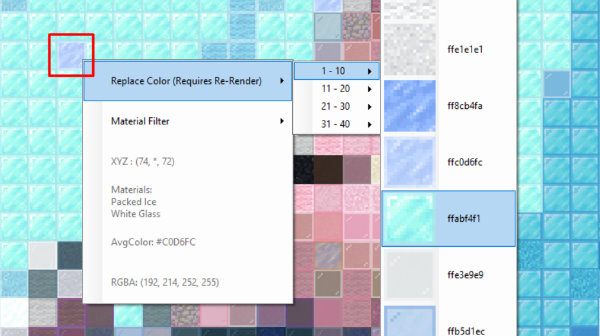 Replace Color (Requires Re-Render)
Material Filter
XYZ : (74, *, 72)
Materials:
Packed Ice
White Glass
AvgColor: #C0D6FC
RGBA: (192, 214, 252, 255)
1 - 10
11 - 20
21 - 30
31 - 40
ffe1e1e1
ff8cb4fa
ffc0d6fc
ffabf4f1
ffe3e9e9
ffb5d1ec